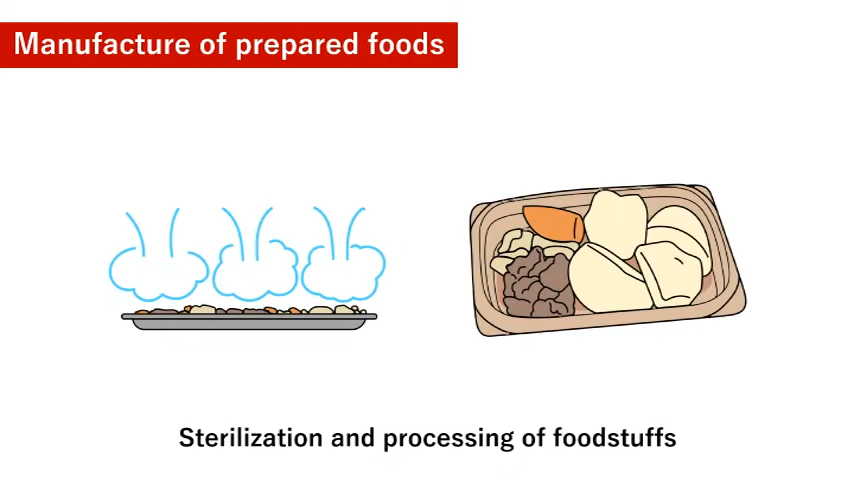 Manufacture of prepared foods
Sterilization and processing of foodstuffs